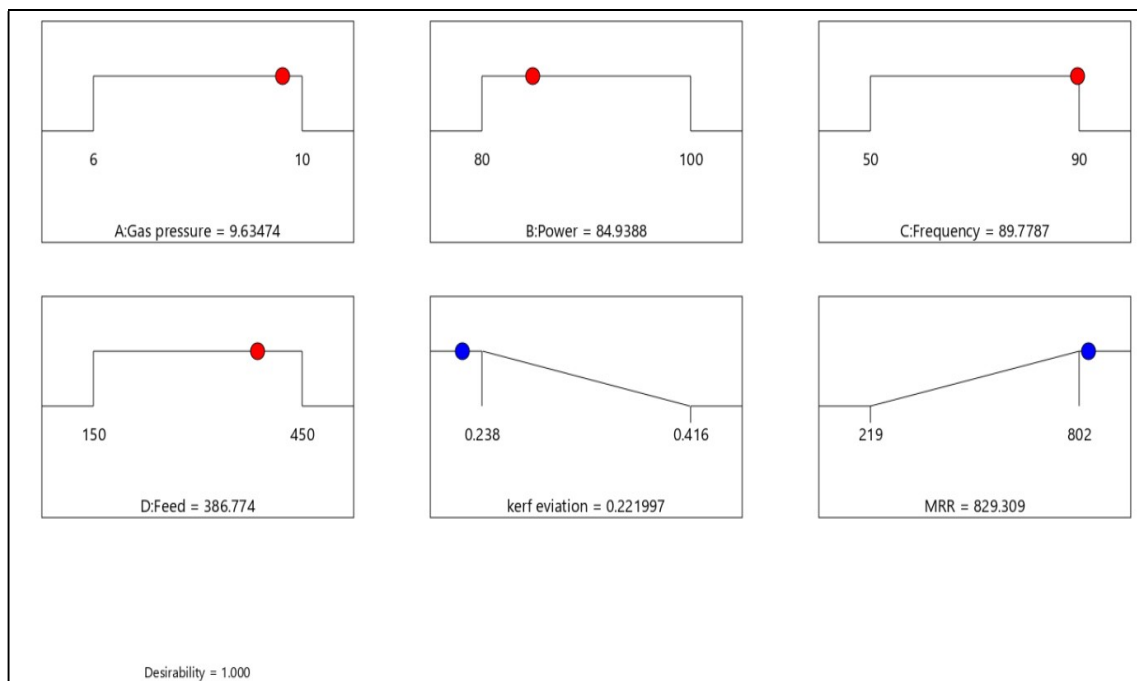 6 10
A:Gas pressure = 9.63474
80 100
B:Power = 84.9388
50 90
C:Frequency = 89.7787
150 450
D:Feed = 386.774
0.238 0.416
kerf eviation = 0.221997
219 802
MRR = 829.309
Desirability = 1.000